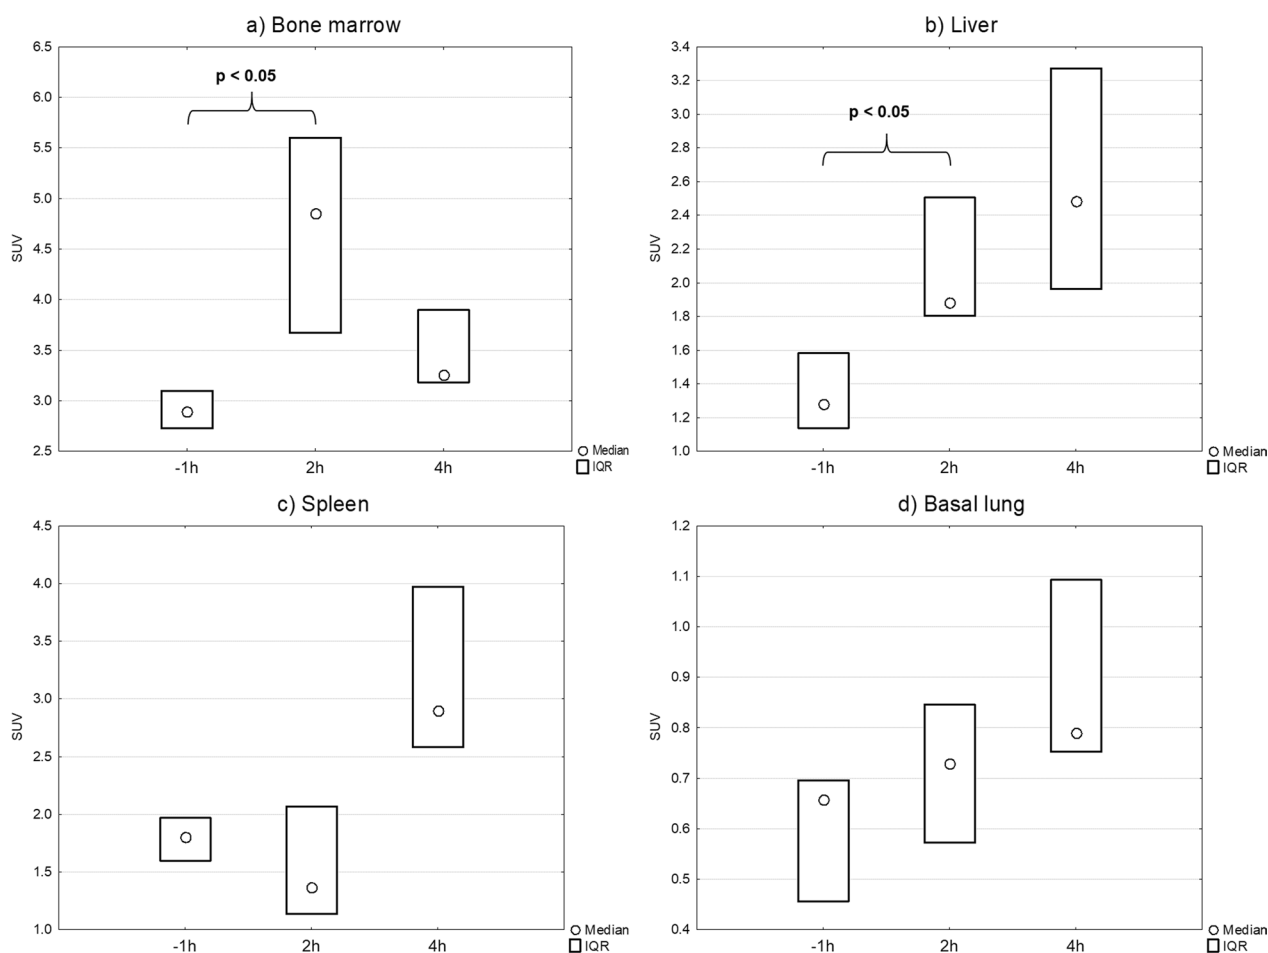 a) Bone marrow
6.5
6.0
5.5
5.0
4.5
4.0
3.5
3.0
2.5
SUV
p < 0.05
-1h 2h 4h
Median
IQR
b) Liver
3.4
3.2
3.0
2.8
2.6
2.4
2.2
2.0
1.8
1.6
1.4
1.2
1.0
SUV
p < 0.05
-1h 2h 4h
Median
IQR
c) Spleen
4.5
4.0
3.5
3.0
2.5
2.0
1.5
1.0
SUV
-1h 2h 4h
Median
IQR
d) Basal lung
1.2
1.1
1.0
0.9
0.8
0.7
0.6
0.5
0.4
SUV
-1h 2h 4h
Median
IQR